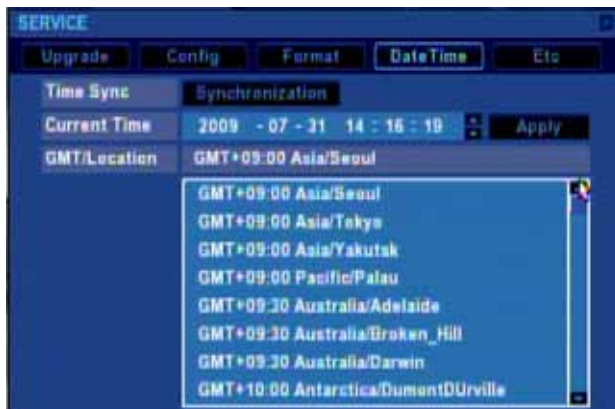 SERVICE
Upgrade Config Format DateTime Etc
Time Sync Synchronization
Current Time 2009 - 07 - 31 14 : 16 : 19 Apply
GMT/Location GMT+09:00 Asia/Seoul
GMT+09:00 Asia/Seoul
GMT+09:00 Asia/Tokyo
GMT+09:00 Asia/Yakutsk
GMT+09:00 Pacific/Palau
GMT+09:30 Australia/Adelaide
GMT+09:30 Australia/Broken_Hill
GMT+09:30 Australia/Darwin
GMT+10:00 Antarctica/DumontDUrville